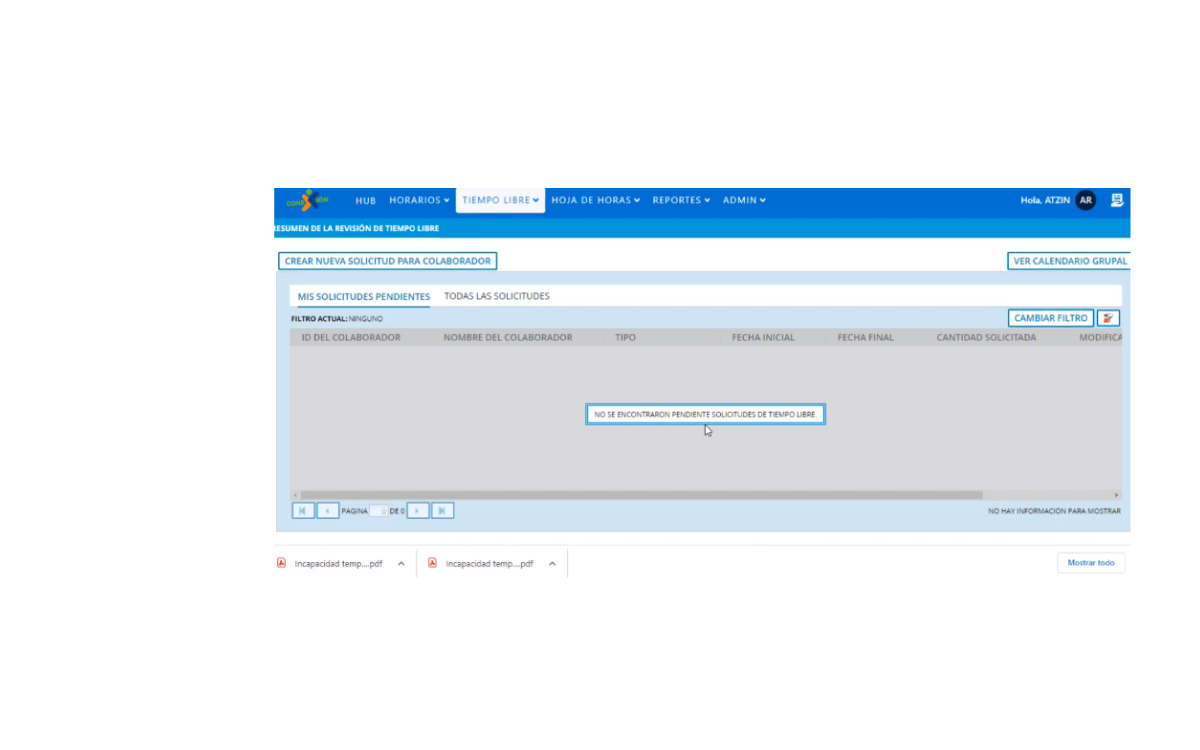 CONEXIÓN HUB HORARIOS TIEMPO LIBRE HOJA DE HORAS REPORTES ADMIN Hola, ATZIN AR
RESUMEN DE LA REVISIÓN DE TIEMPO LIBRE
CREAR NUEVA SOLICITUD PARA COLABORADOR VER CALENDARIO GRUPAL
MIS SOLICITUDES PENDIENTES TODAS LAS SOLICITUDES
FILTRO ACTUAL: NINGUNO CAMBIAR FILTRO
ID DEL COLABORADOR NOMBRE DEL COLABORADOR TIPO FECHA INICIAL FECHA FINAL CANTIDAD SOLICITADA MODIFICA
NO SE ENCONTRARON PENDIENTE SOLICITUDES DE TIEMPO LIBRE.
PÁGINA 0 DE 0 NO HAY INFORMACIÓN PARA MOSTRAR
Incapacidad temp....pdf Incapacidad temp....pdf Mostrar todo